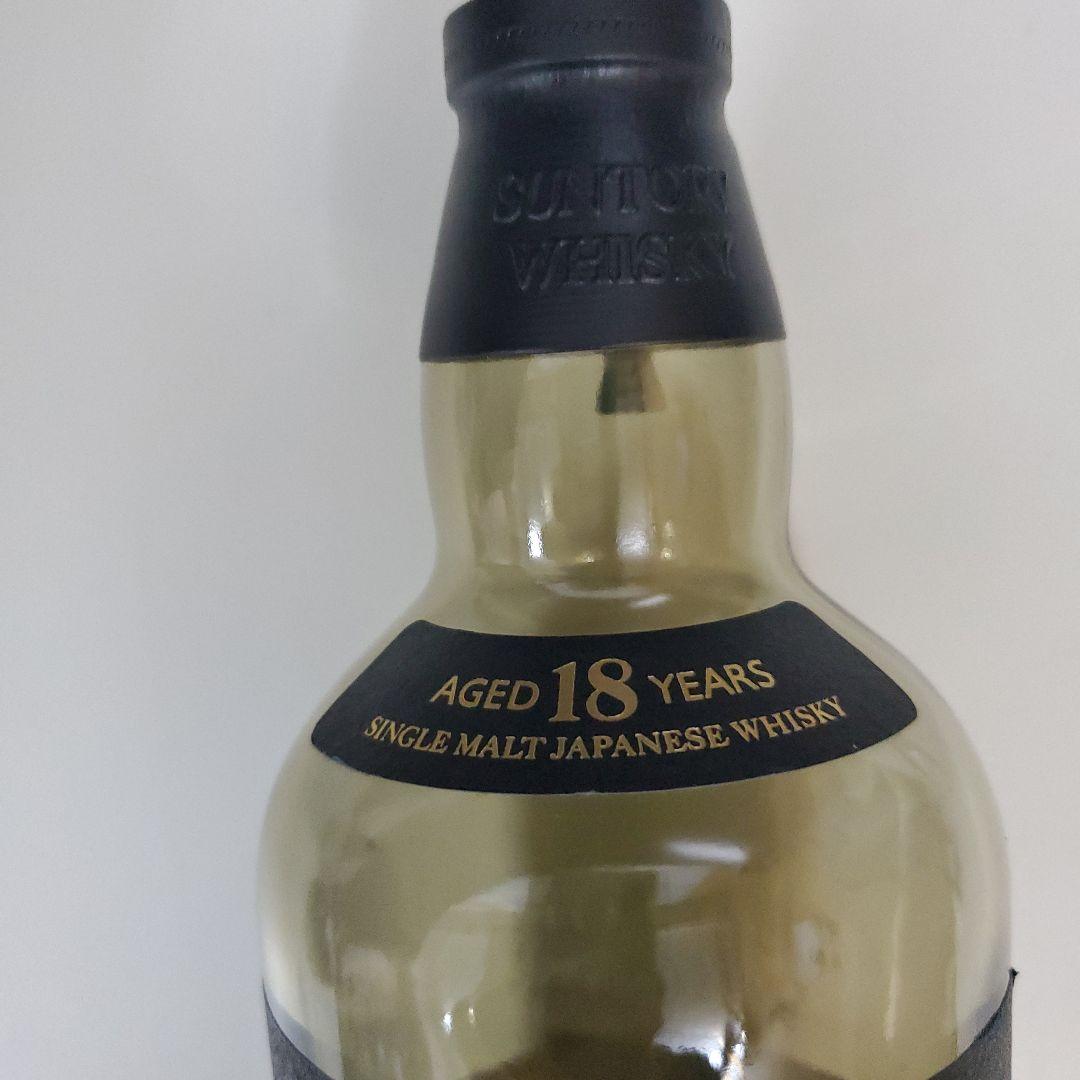 SUNTORY
WHISKY
AGED 18 YEARS
SINGLE MALT JAPANESE WHISKY